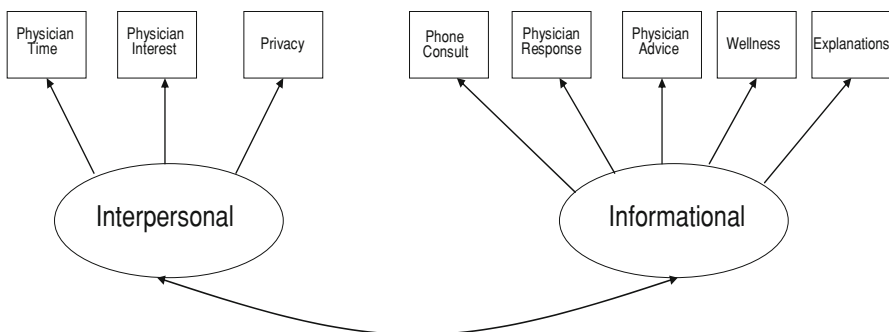 Physician
Time
Physician
Interest
Privacy
Phone
Consult
Physician
Response
Physician
Advice
Wellness
Explanations
Interpersonal
Informational